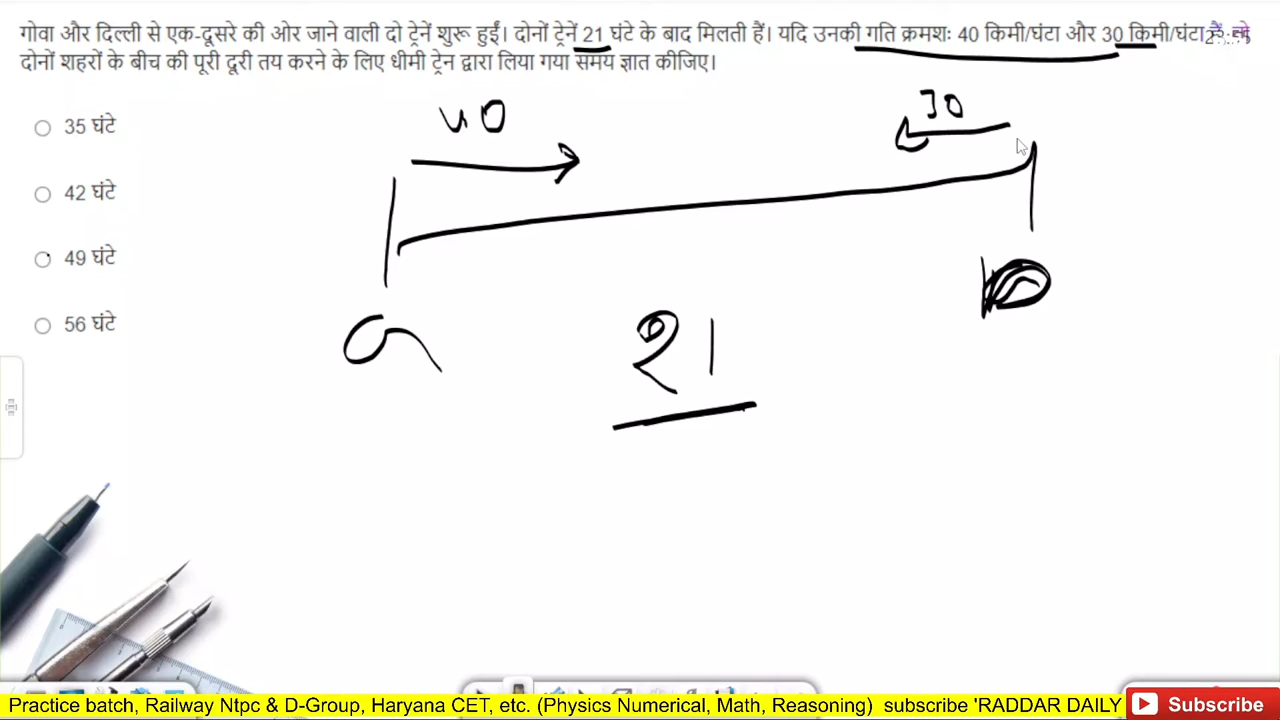 गोवा और दिल्ली से एक-दूसरे की ओर जाने वाली दो ट्रेनें शुरू हुईं। दोनों ट्रेनें 21 घंटे के बाद मिलती हैं। यदि उनकी गति क्रमशः 40 किमी/घंटा और 30 किमी/घंटा हैं, तो
दोनों शहरों के बीच की पूरी दूरी तय करने के लिए धीमी ट्रेन द्वारा लिया गया समय ज्ञात कीजिए।
40
30
35 घंटे
42 घंटे
49 घंटे
56 घंटे
G
21
Practice batch, Railway Ntpc & D-Group, Haryana CET, etc. (Physics Numerical, Math, Reasoning) subscribe 'RADDAR DAILY
Subscribe